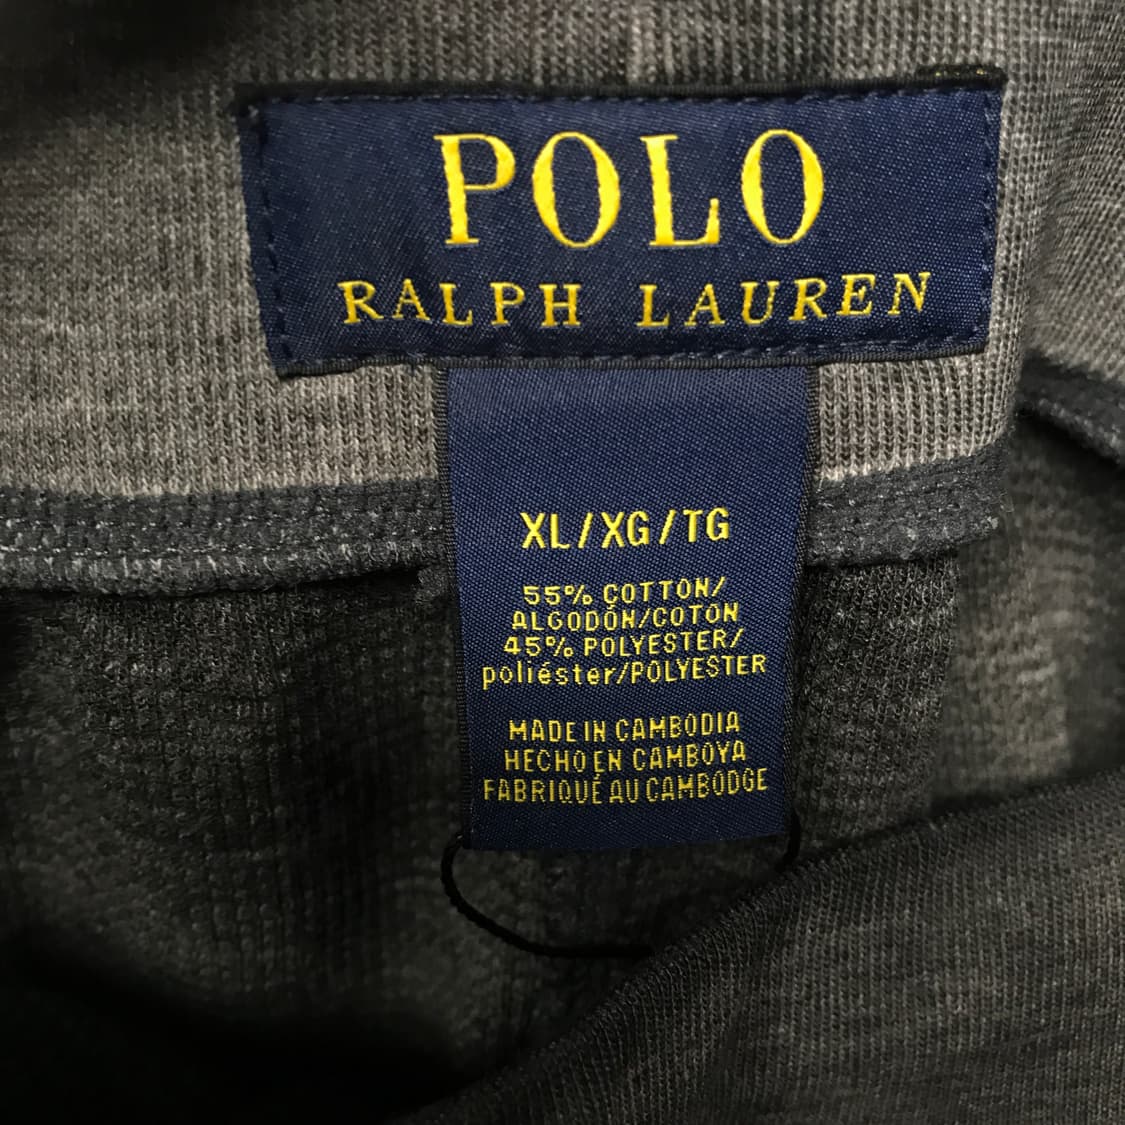 POLO
RALPH LAUREN
XL/XG/TG
55% COTTON/
ALGODÓN/COTON
45% POLYESTER/
poliéster/POLYESTER
MADE IN CAMBODIA
HECHO EN CAMBOYA
FABRIQUÉ AU CAMBODGE